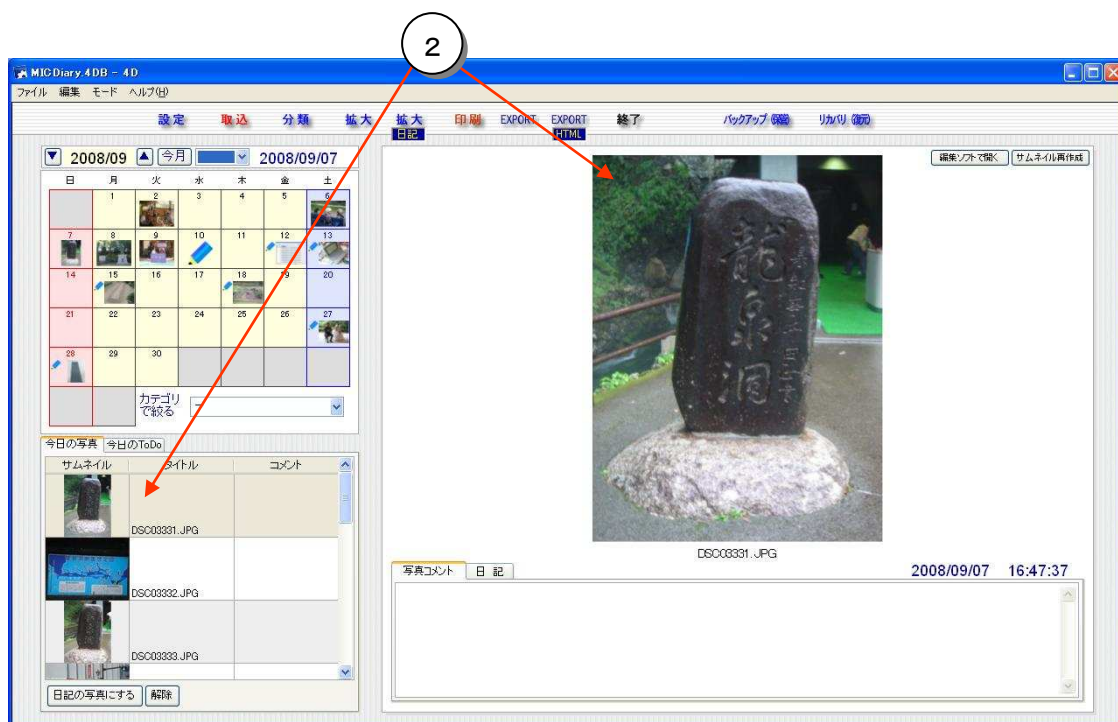 2
MIC Diary.4DB - 4D
ファイル 編集 モード ヘルプ(H)
設定 取込 分類 拡大 拡大 印刷 EXPORT EXPORT 終了 バックアップ(保管) リカバリ(復元)
日記 HTML
2008/09 今月 2008/09/07
編集ソフトで開く サムネイル再作成
日 月 火 水 木 金 土
1 2 3 4 5 6
7 8 9 10 11 12 13
14 15 16 17 18 19 20
21 22 23 24 25 26 27
28 29 30
カテゴリ
で絞る
龍泉洞
今日の写真 今日のToDo
サムネイル タイトル コメント
DSC03331.JPG
DSC03332.JPG
DSC03333.JPG
日記の写真にする 解除
DSC03331.JPG
写真コメント 日 記 2008/09/07 16:47:37